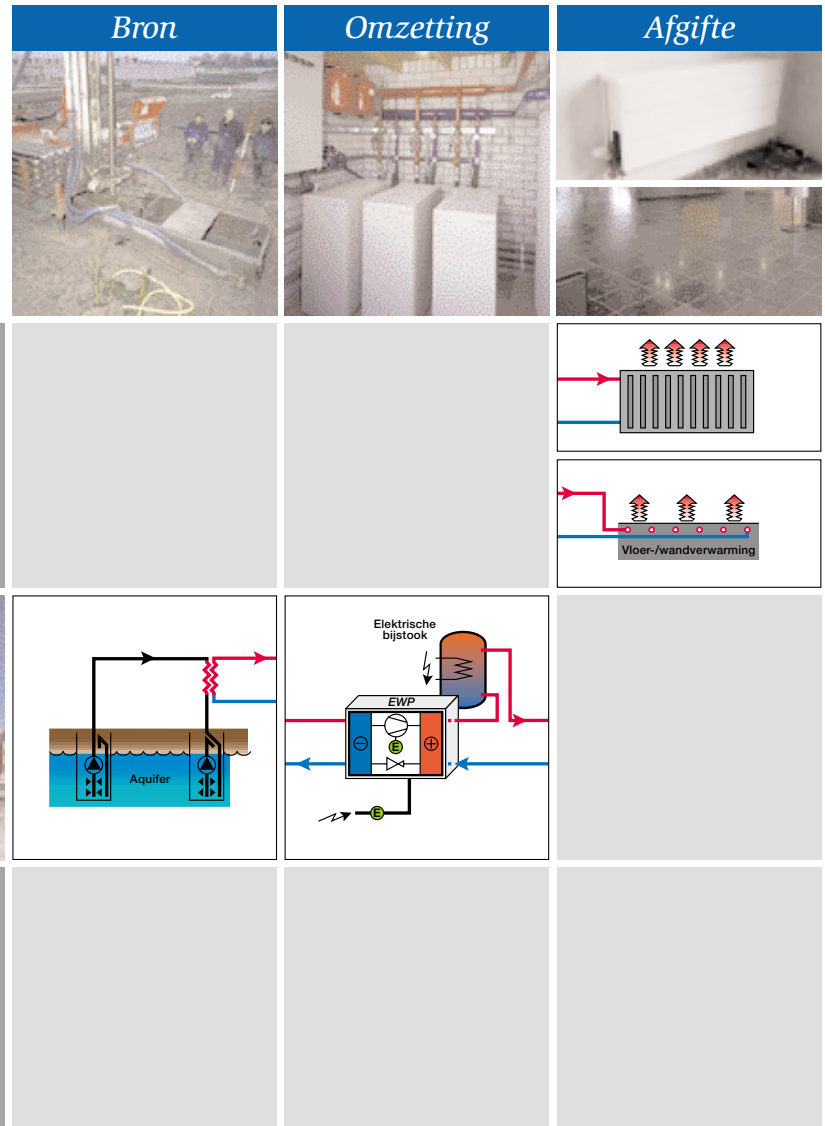 Bron
Omzetting
Afgifte
Vloer-/wandverwarming
Elektrische
bijstook
EWP
E
Aquifer
E